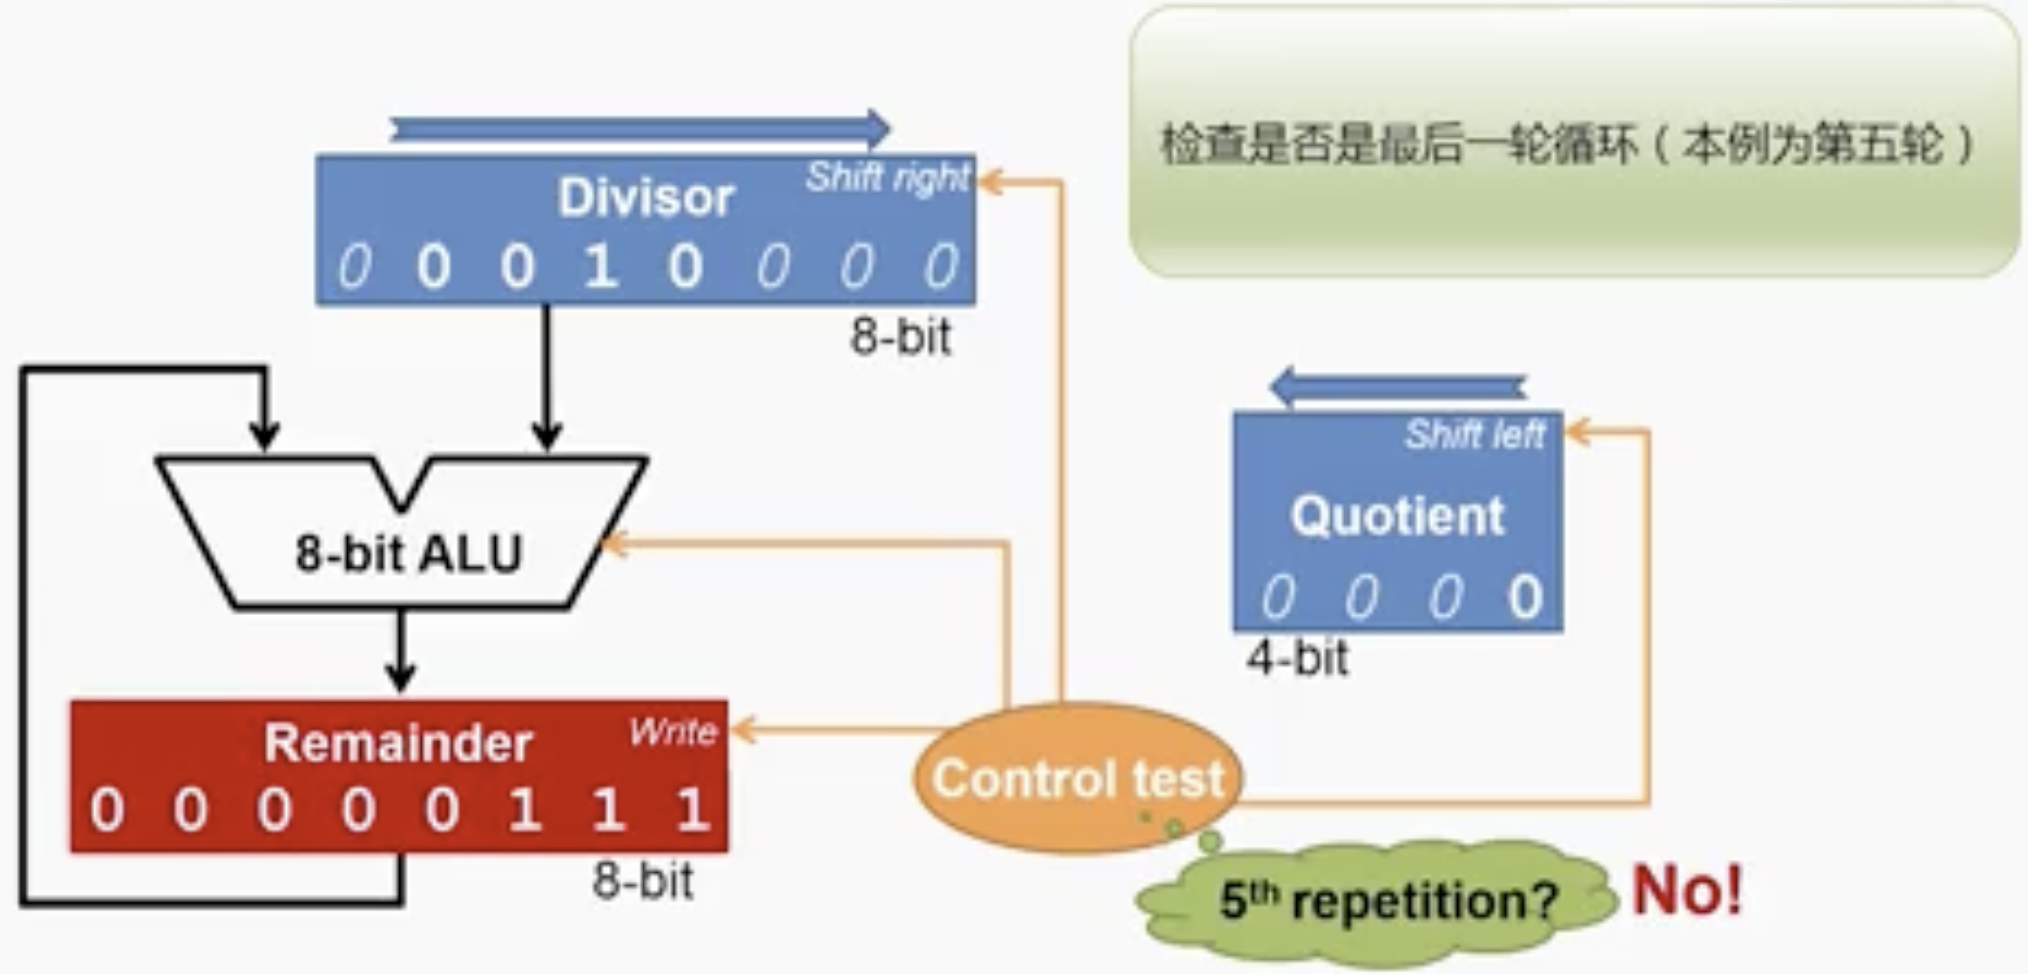 检查是否是最后一轮循环（本例为第五轮）
Shift right
Divisor
0 0 0 1 0 0 0 0
8-bit
Shift left
Quotient
0 0 0 0
4-bit
8-bit ALU
Remainder
Write
0 0 0 0 0 1 1 1
8-bit
Control test
5th repetition?
No!